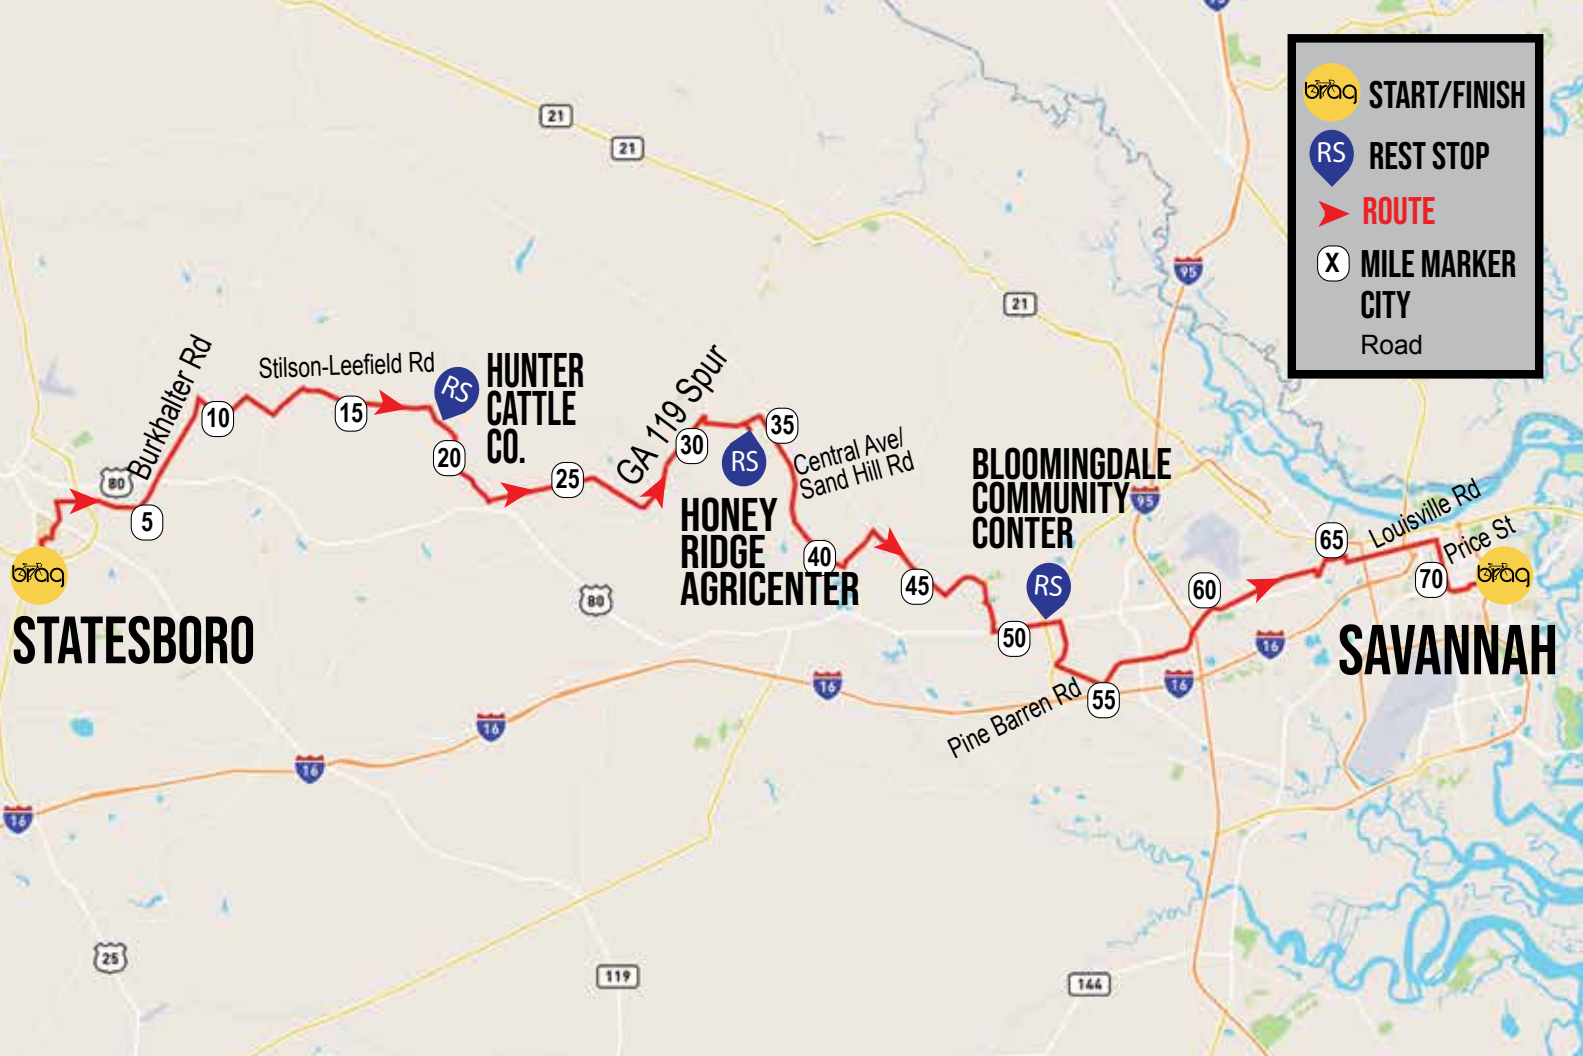 21
21
21
95
95
brag
START/FINISH
RS
REST STOP
ROUTE
X
MILE MARKER
CITY
Road
Burkhalter Rd
Stilson-Leefield Rd
RS
HUNTER
CATTLE
CO.
GA 119 Spur
10
15
20
25
30
35
80
5
RS
HONEY
RIDGE
AGRICENTER
Central Ave/
Sand Hill Rd
40
45
BLOOMINGDALE
COMMUNITY
CONTER
RS
50
Pine Barren Rd
55
60
65
Louisville Rd
Price St
70
brag
SAVANNAH
brag
STATESBORO
80
16
16
16
16
16
16
25
119
144